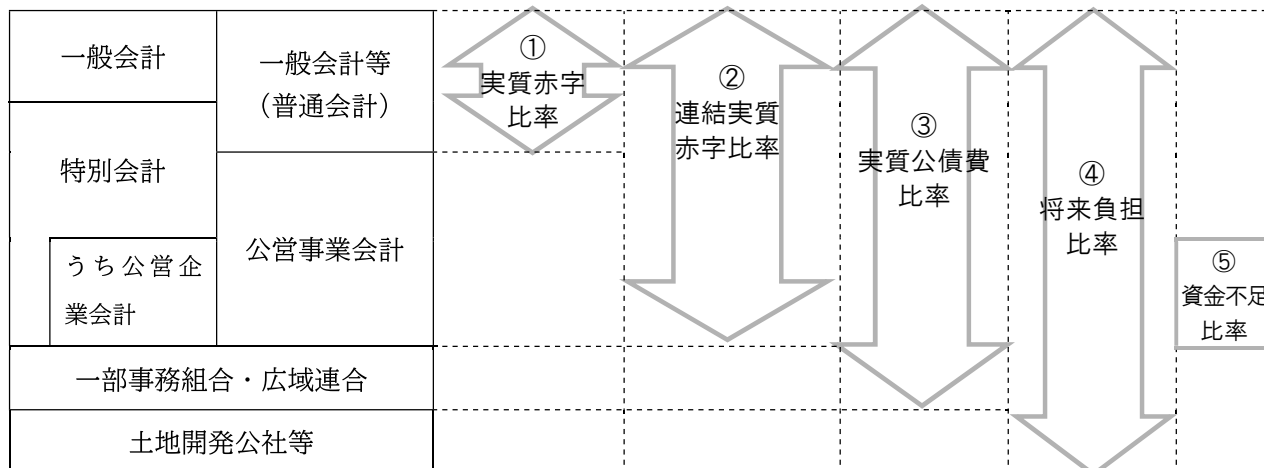 一般会計
一般会計等
（普通会計）
特別会計
うち公営企
業会計
公営事業会計
一部事務組合・広域連合
土地開発公社等
①
実質赤字
比率
②
連結実質
赤字比率
③
実質公債費
比率
④
将来負担
比率
⑤
資金不足
比率